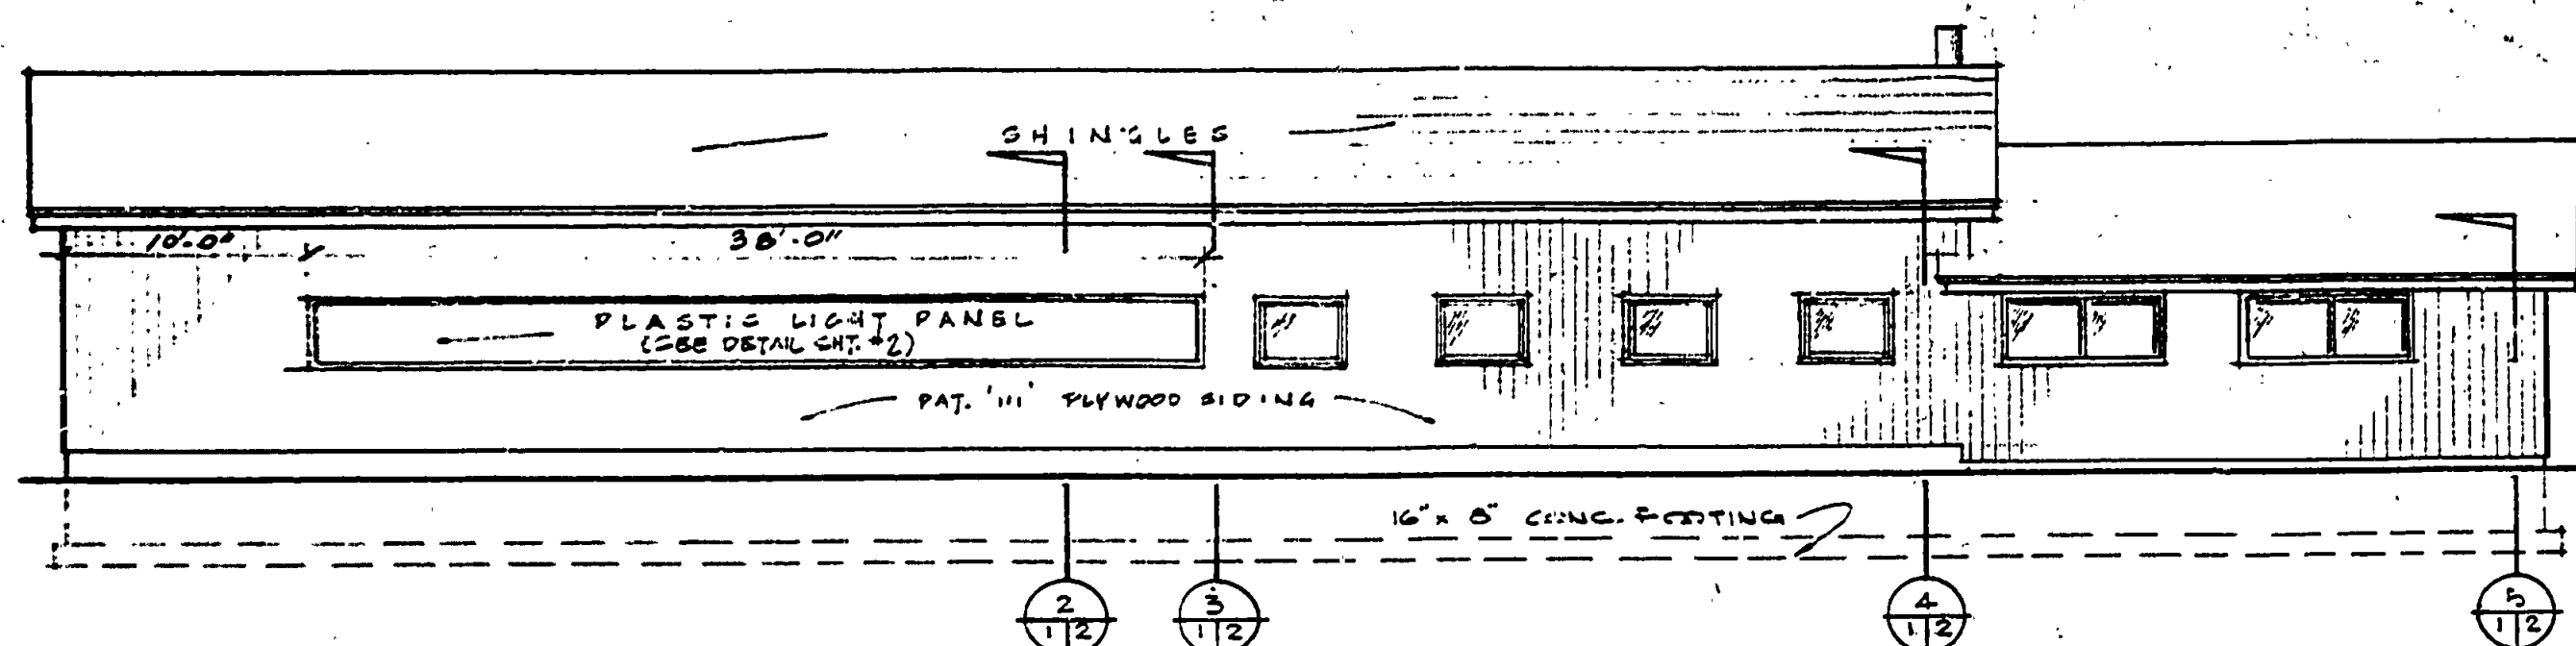 SHINGLES
10'-0"
38'-0"
PLASTIC LIGHT PANEL
(SEE DETAIL SHT. #2)
PAT. '111' PLYWOOD SIDING
16" x 8" CONC. FOOTING
2
1 2
3
1 2
4
1 2
5
1 2